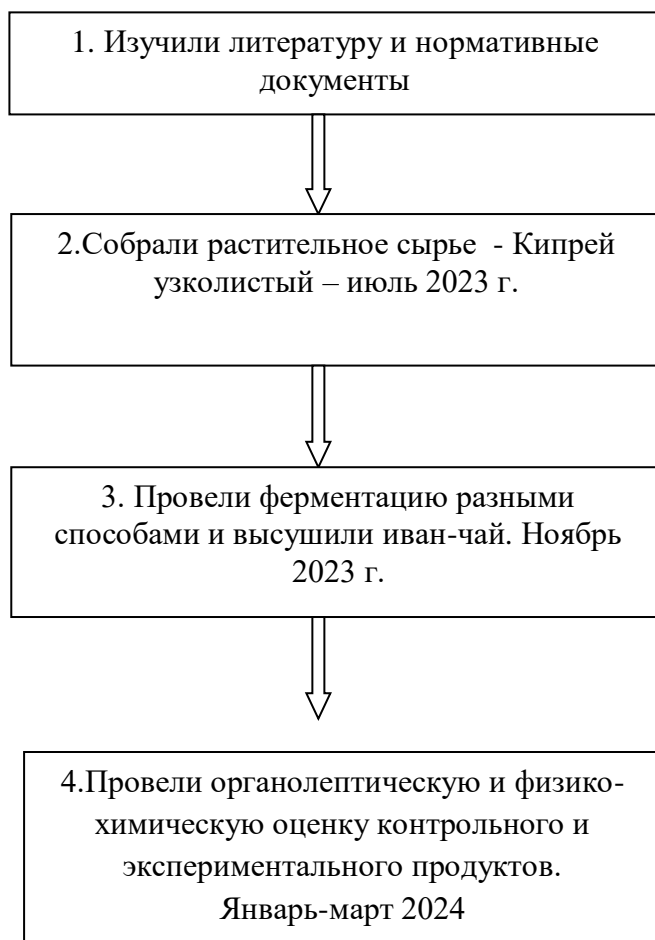 1. Изучили литературу и нормативные
документы
2.Собрали растительное сырье - Кипрей
узколистый – июль 2023 г.
3. Провели ферментацию разными
способами и высушили иван-чай. Ноябрь
2023 г.
4.Провели органолептическую и физико-
химическую оценку контрольного и
экспериментального продуктов.
Январь-март 2024